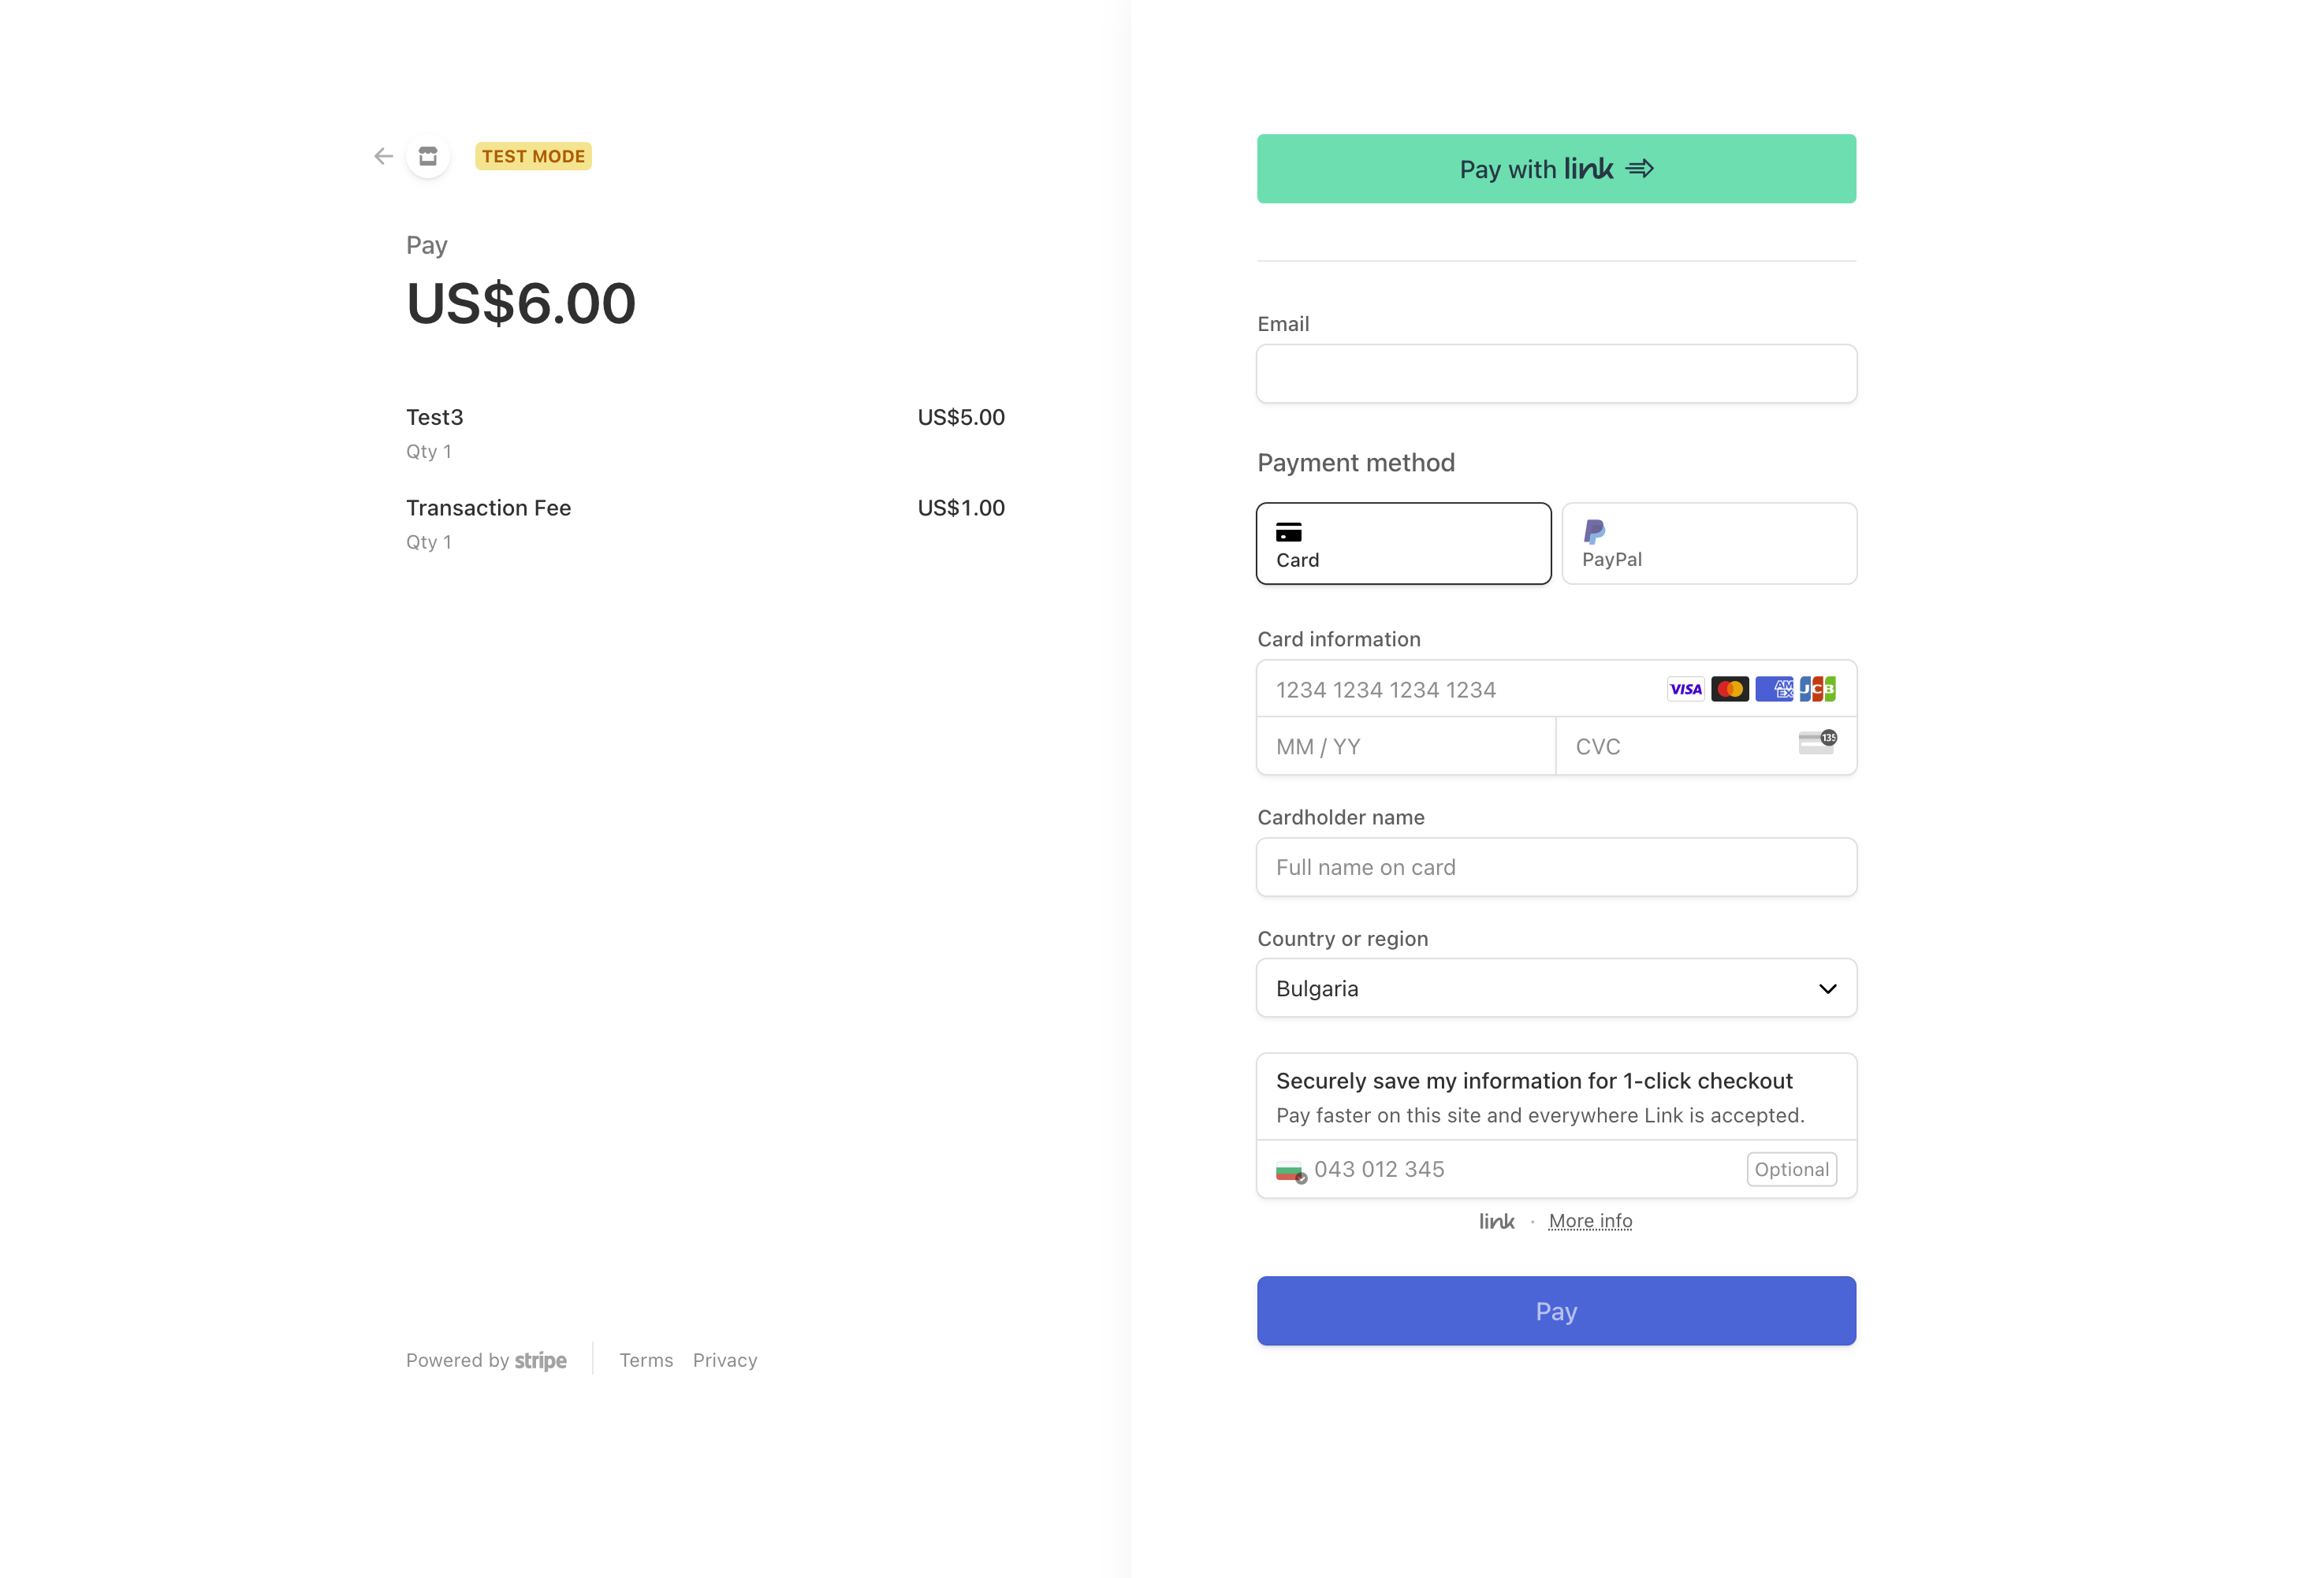 TEST MODE
Pay
US$6.00
Test3 US$5.00
Qty 1
Transaction Fee US$1.00
Qty 1
Powered by stripe Terms Privacy
Pay with link
Email
Payment method
Card PayPal
Card information
1234 1234 1234 1234 VISA AM EX JCB
MM / YY CVC 135
Cardholder name
Full name on card
Country or region
Bulgaria
Securely save my information for 1-click checkout
Pay faster on this site and everywhere Link is accepted.
043 012 345 Optional
link · More info
Pay